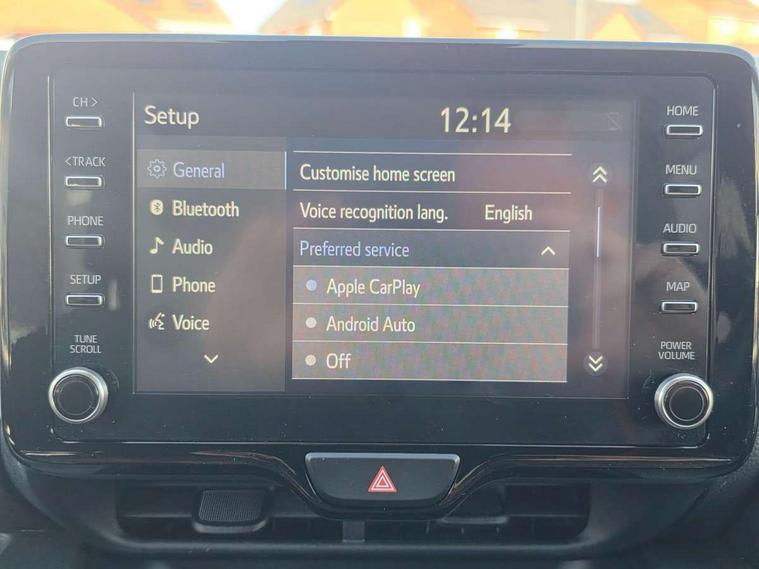 CH >
<TRACK
PHONE
SETUP
TUNE
SCROLL
Setup
12:14
General
Bluetooth
Audio
Phone
Voice
Customise home screen
Voice recognition lang. English
Preferred service
Apple CarPlay
Android Auto
Off
HOME
MENU
AUDIO
MAP
POWER
VOLUME